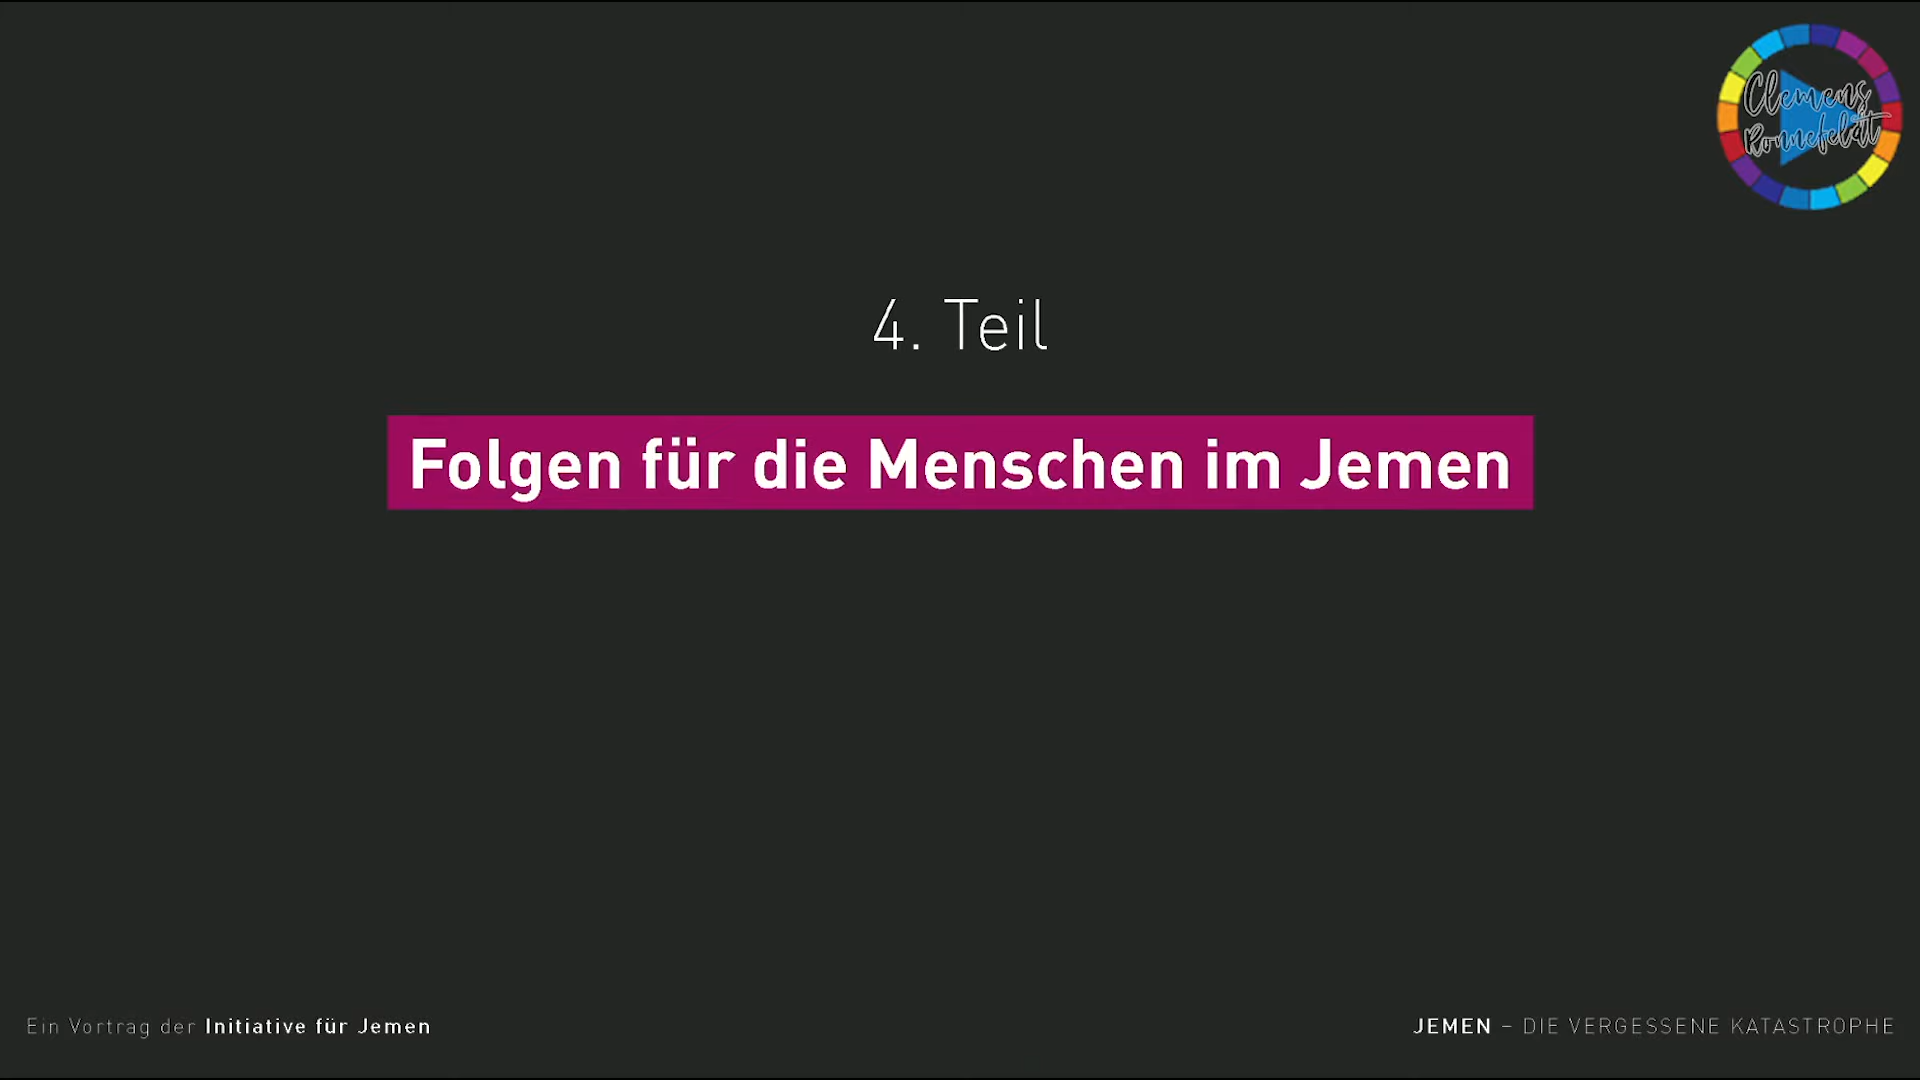 Clemens
Ronnefeldt
4. Teil
Folgen für die Menschen im Jemen
Ein Vortrag der Initiative für Jemen
JEMEN – DIE VERGESSENE KATASTROPHE